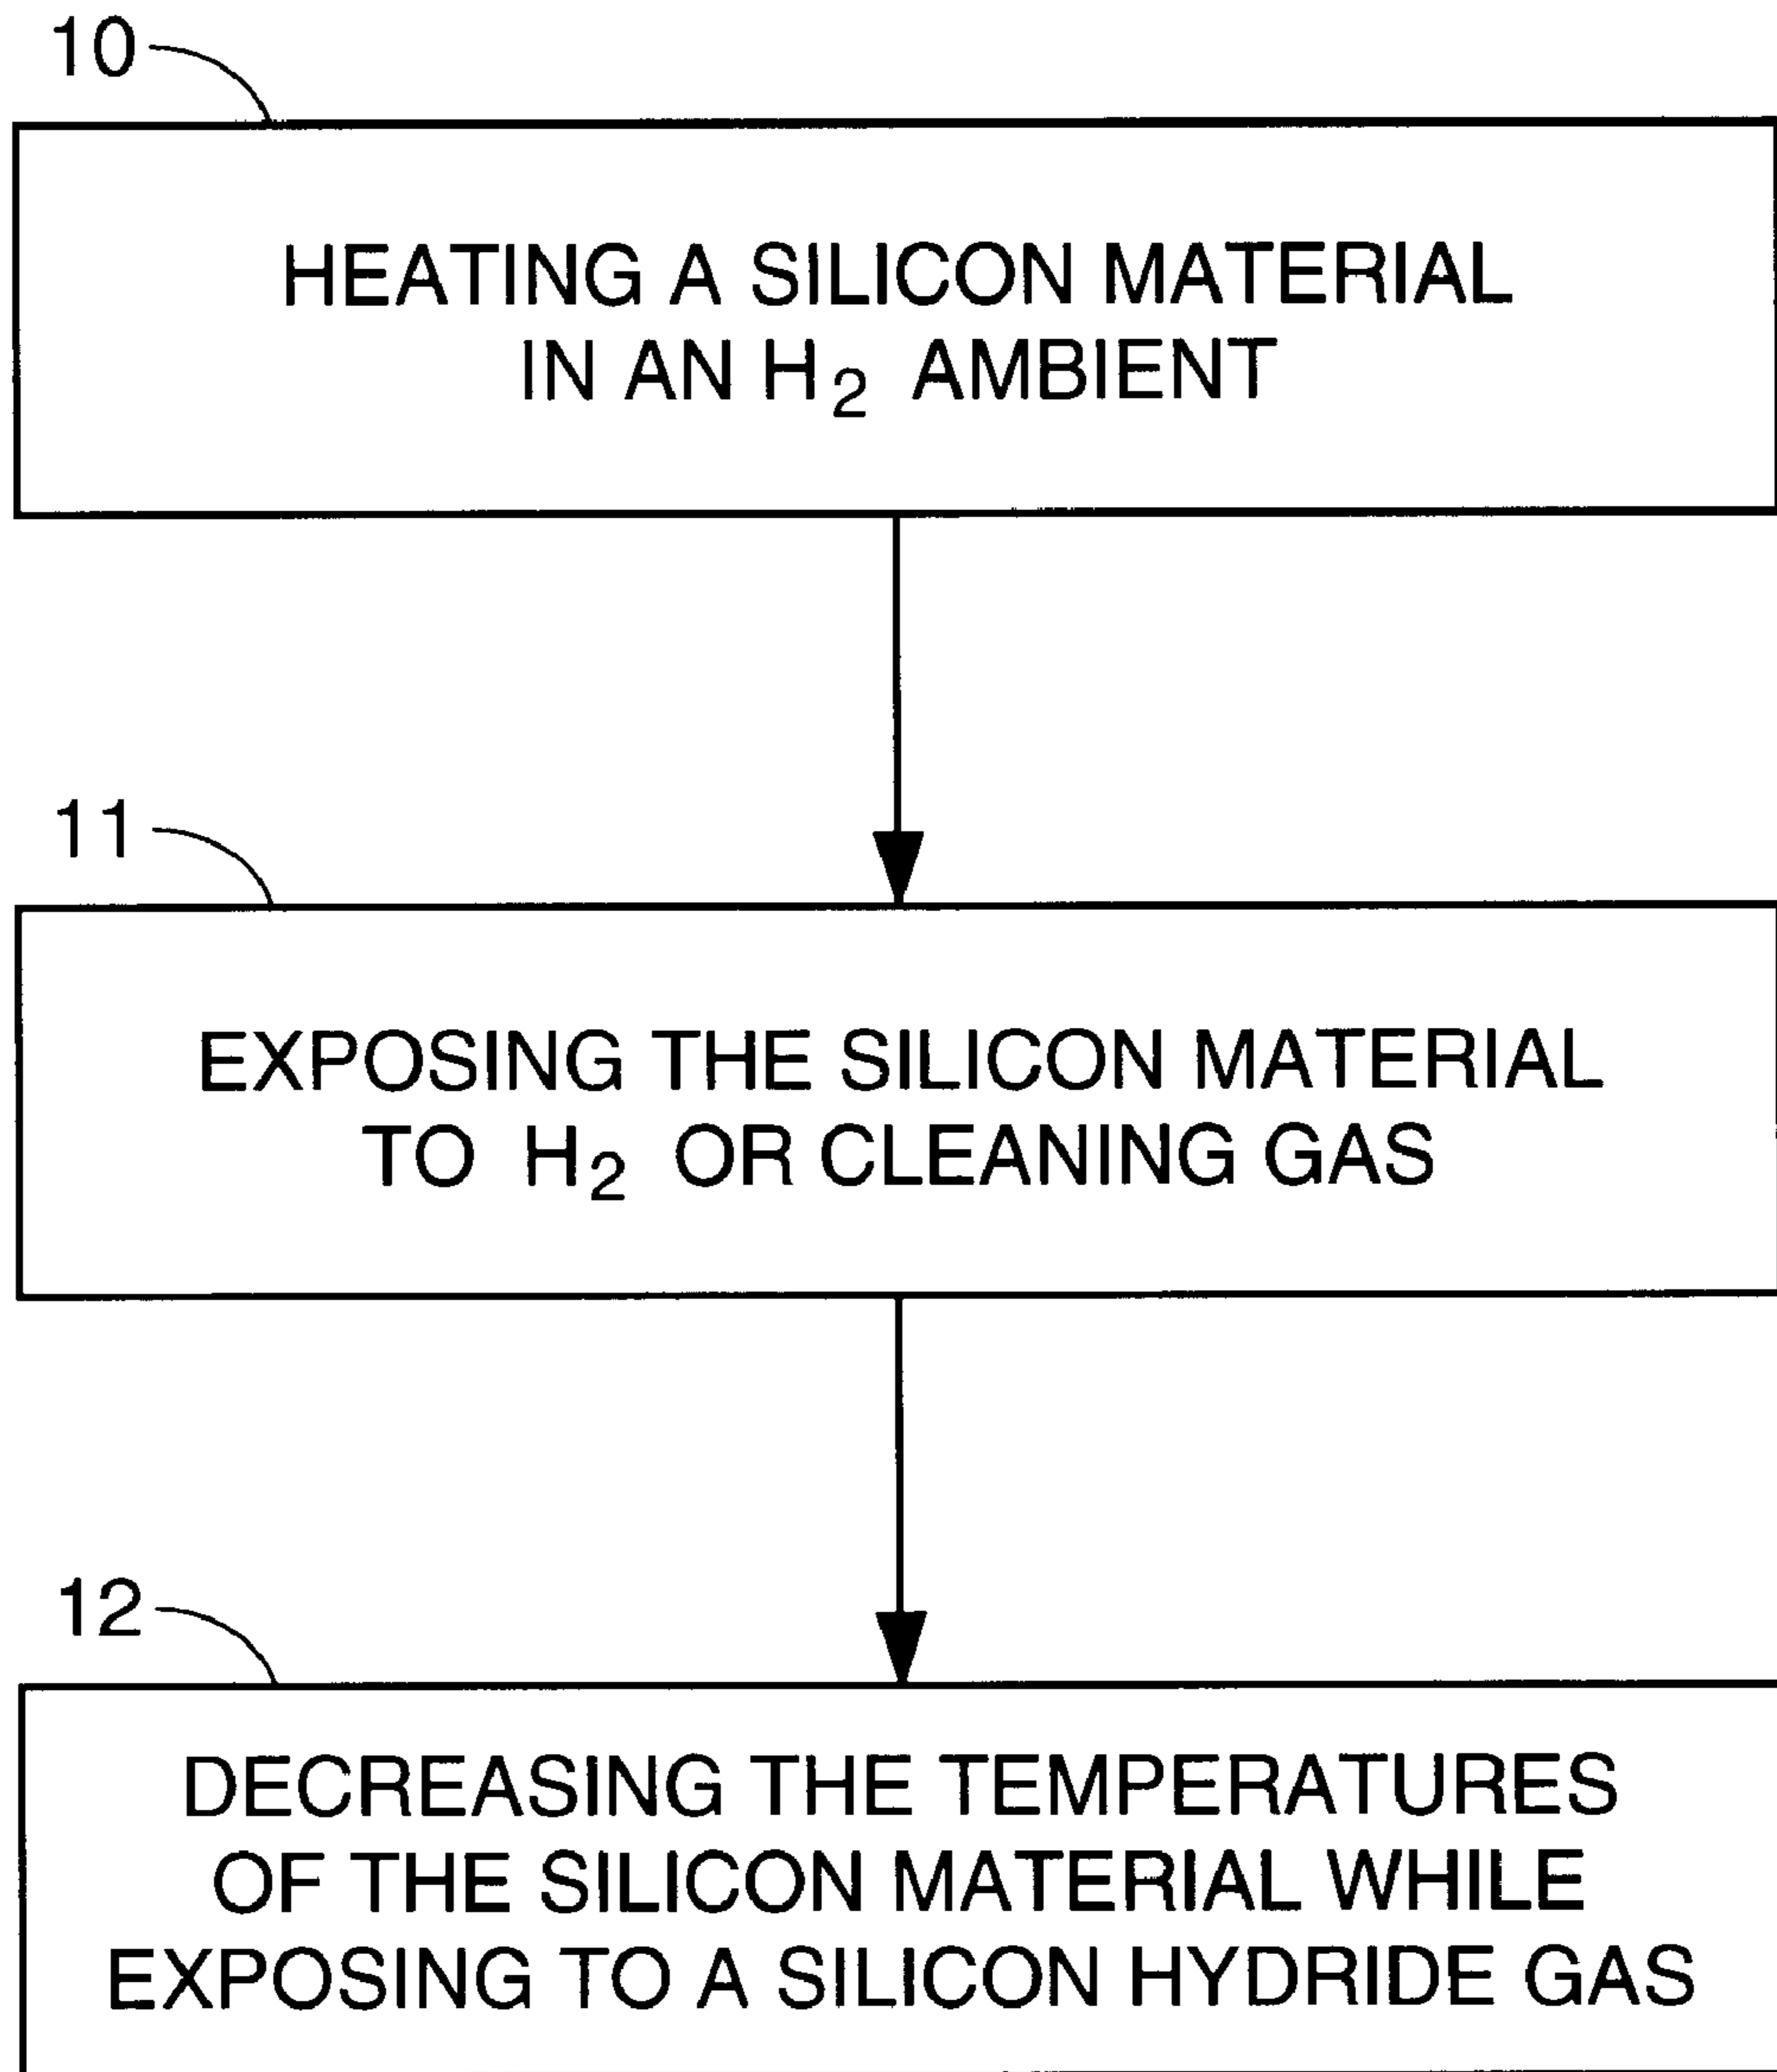 10
HEATING A SILICON MATERIAL
IN AN H₂ AMBIENT
11
EXPOSING THE SILICON MATERIAL
TO H₂ OR CLEANING GAS
12
DECREASING THE TEMPERATURES
OF THE SILICON MATERIAL WHILE
EXPOSING TO A SILICON HYDRIDE GAS